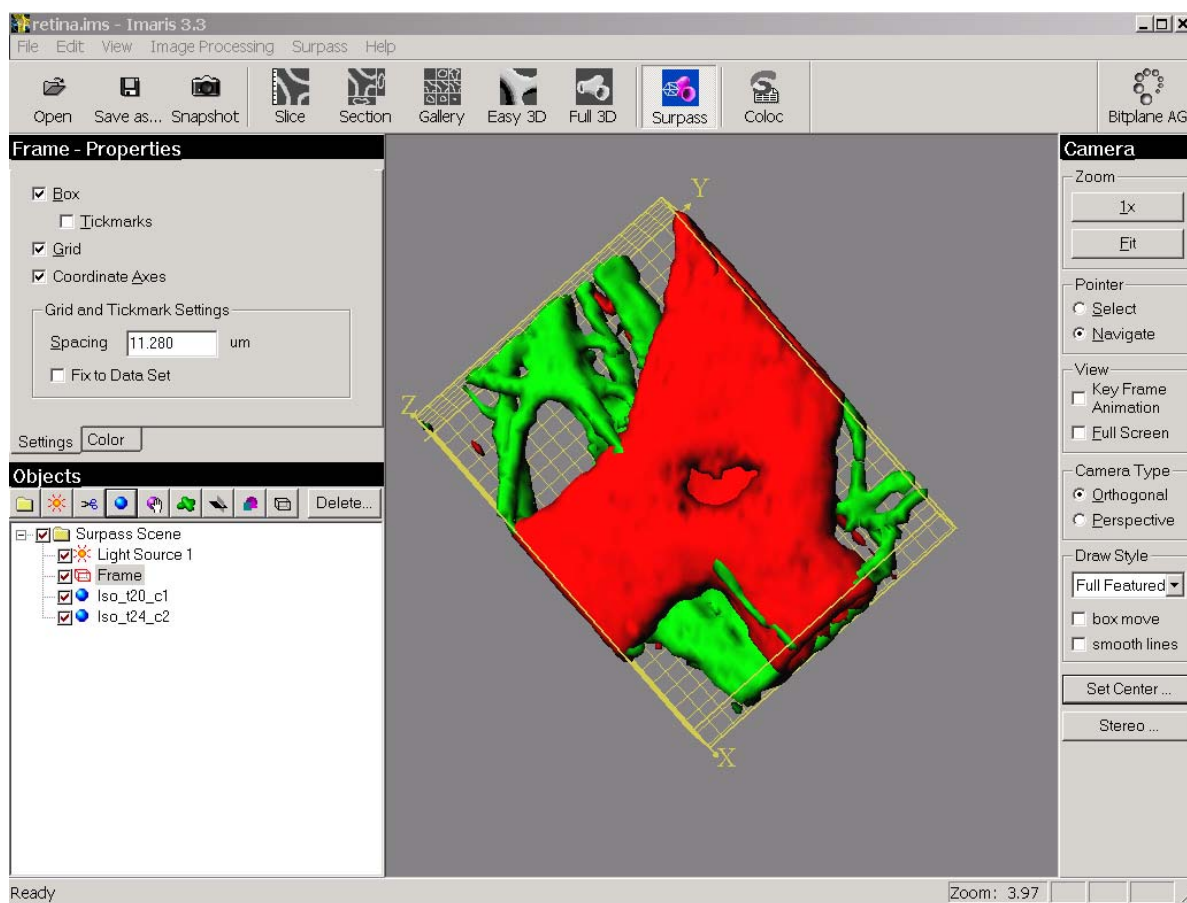 retina.ims - Imaris 3.3
File Edit View Image Processing Surpass Help
Open Save as... Snapshot Slice Section Gallery Easy 3D Full 3D Surpass Coloc Bitplane AG
Frame - Properties
Box
Tickmarks
Grid
Coordinate Axes
Grid and Tickmark Settings
Spacing 11.280 um
Fix to Data Set
Settings Color
Objects
Delete...
Surpass Scene
Light Source 1
Frame
Iso_t20_c1
Iso_t24_c2
Y
Z
X
Camera
Zoom
1x
Fit
Pointer
Select
Navigate
View
Key Frame
Animation
Full Screen
Camera Type
Orthogonal
Perspective
Draw Style
Full Featured
box move
smooth lines
Set Center ...
Stereo ...
Ready Zoom: 3.97